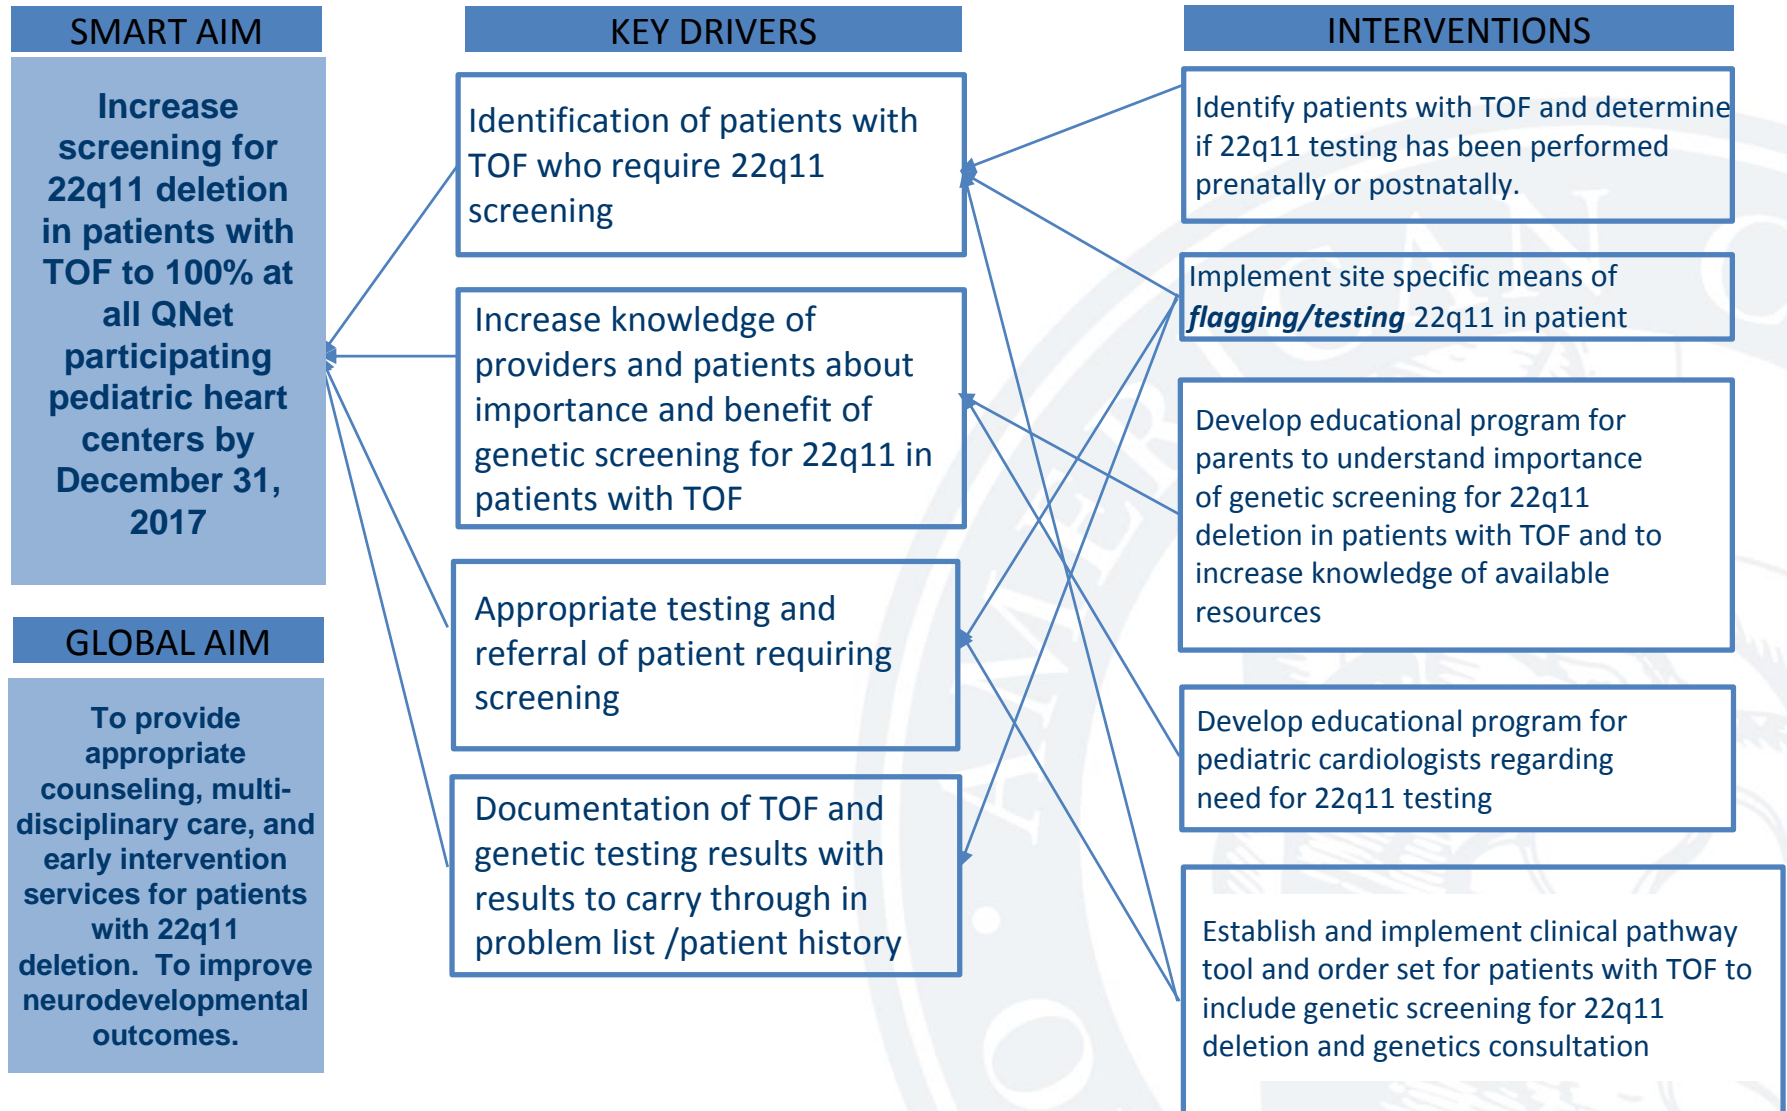 SMART AIM
Increase
screening for
22q11 deletion
in patients with
TOF to 100% at
all QNet
participating
pediatric heart
centers by
December 31,
2017
GLOBAL AIM
To provide
appropriate
counseling, multi-
disciplinary care, and
early intervention
services for patients
with 22q11
deletion. To improve
neurodevelopmental
outcomes.
KEY DRIVERS
Identification of patients with
TOF who require 22q11
screening
Increase knowledge of
providers and patients about
importance and benefit of
genetic screening for 22q11 in
patients with TOF
Appropriate testing and
referral of patient requiring
screening
Documentation of TOF and
genetic testing results with
results to carry through in
problem list /patient history
INTERVENTIONS
Identify patients with TOF and determine
if 22q11 testing has been performed
prenatally or postnatally.
Implement site specific means of
flagging/testing 22q11 in patient
Develop educational program for
parents to understand importance
of genetic screening for 22q11
deletion in patients with TOF and to
increase knowledge of available
resources
Develop educational program for
pediatric cardiologists regarding
need for 22q11 testing
Establish and implement clinical pathway
tool and order set for patients with TOF to
include genetic screening for 22q11
deletion and genetics consultation